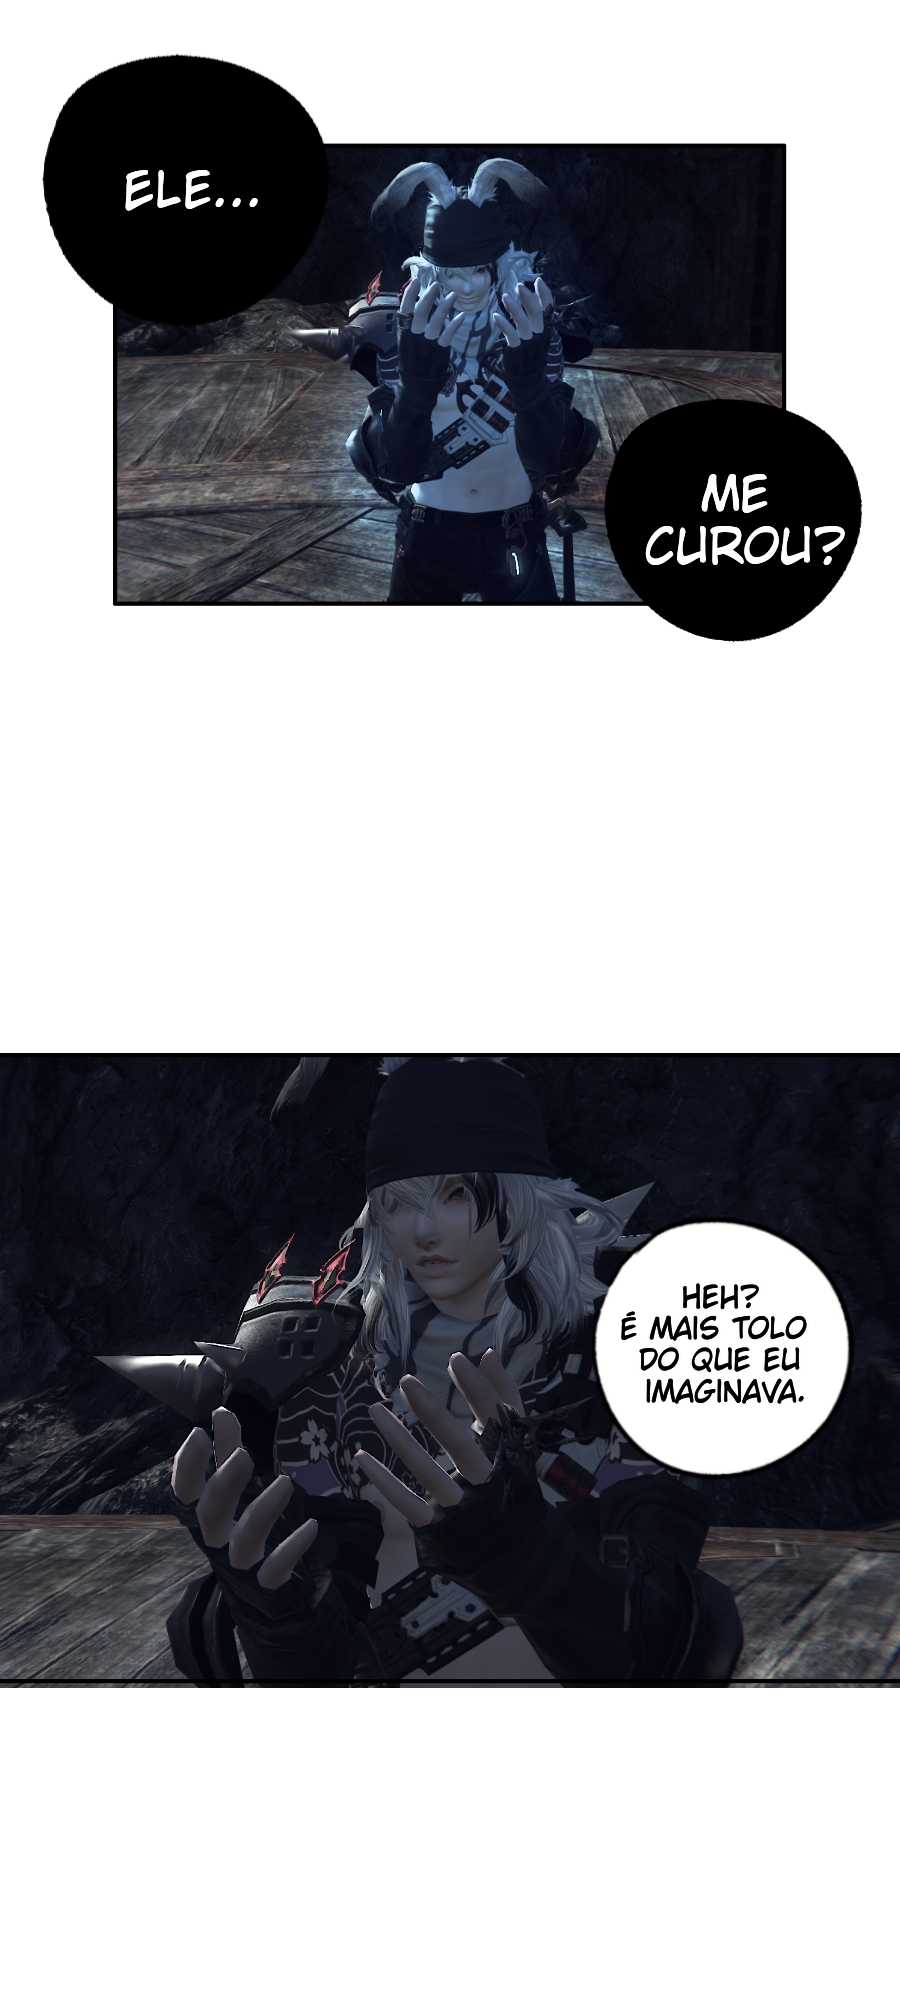 ELE...
ME
CUROU?
HEH?
É MAIS TOLO
DO QUE EU
IMAGINAVA.